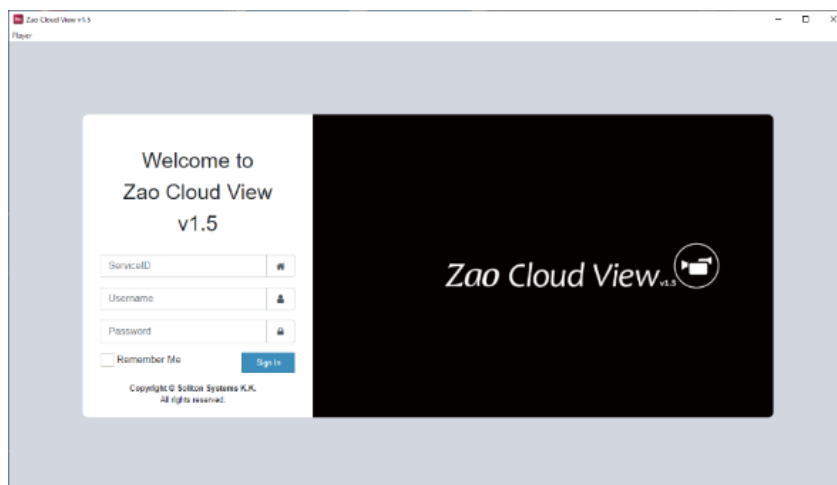 Zao Cloud View v1.5
Player
Welcome to
Zao Cloud View
v1.5
ServiceID
Username
Password
Remember Me
Sign In
Copyright © Soliton Systems K.K.
All rights reserved.
Zao Cloud View v1.5